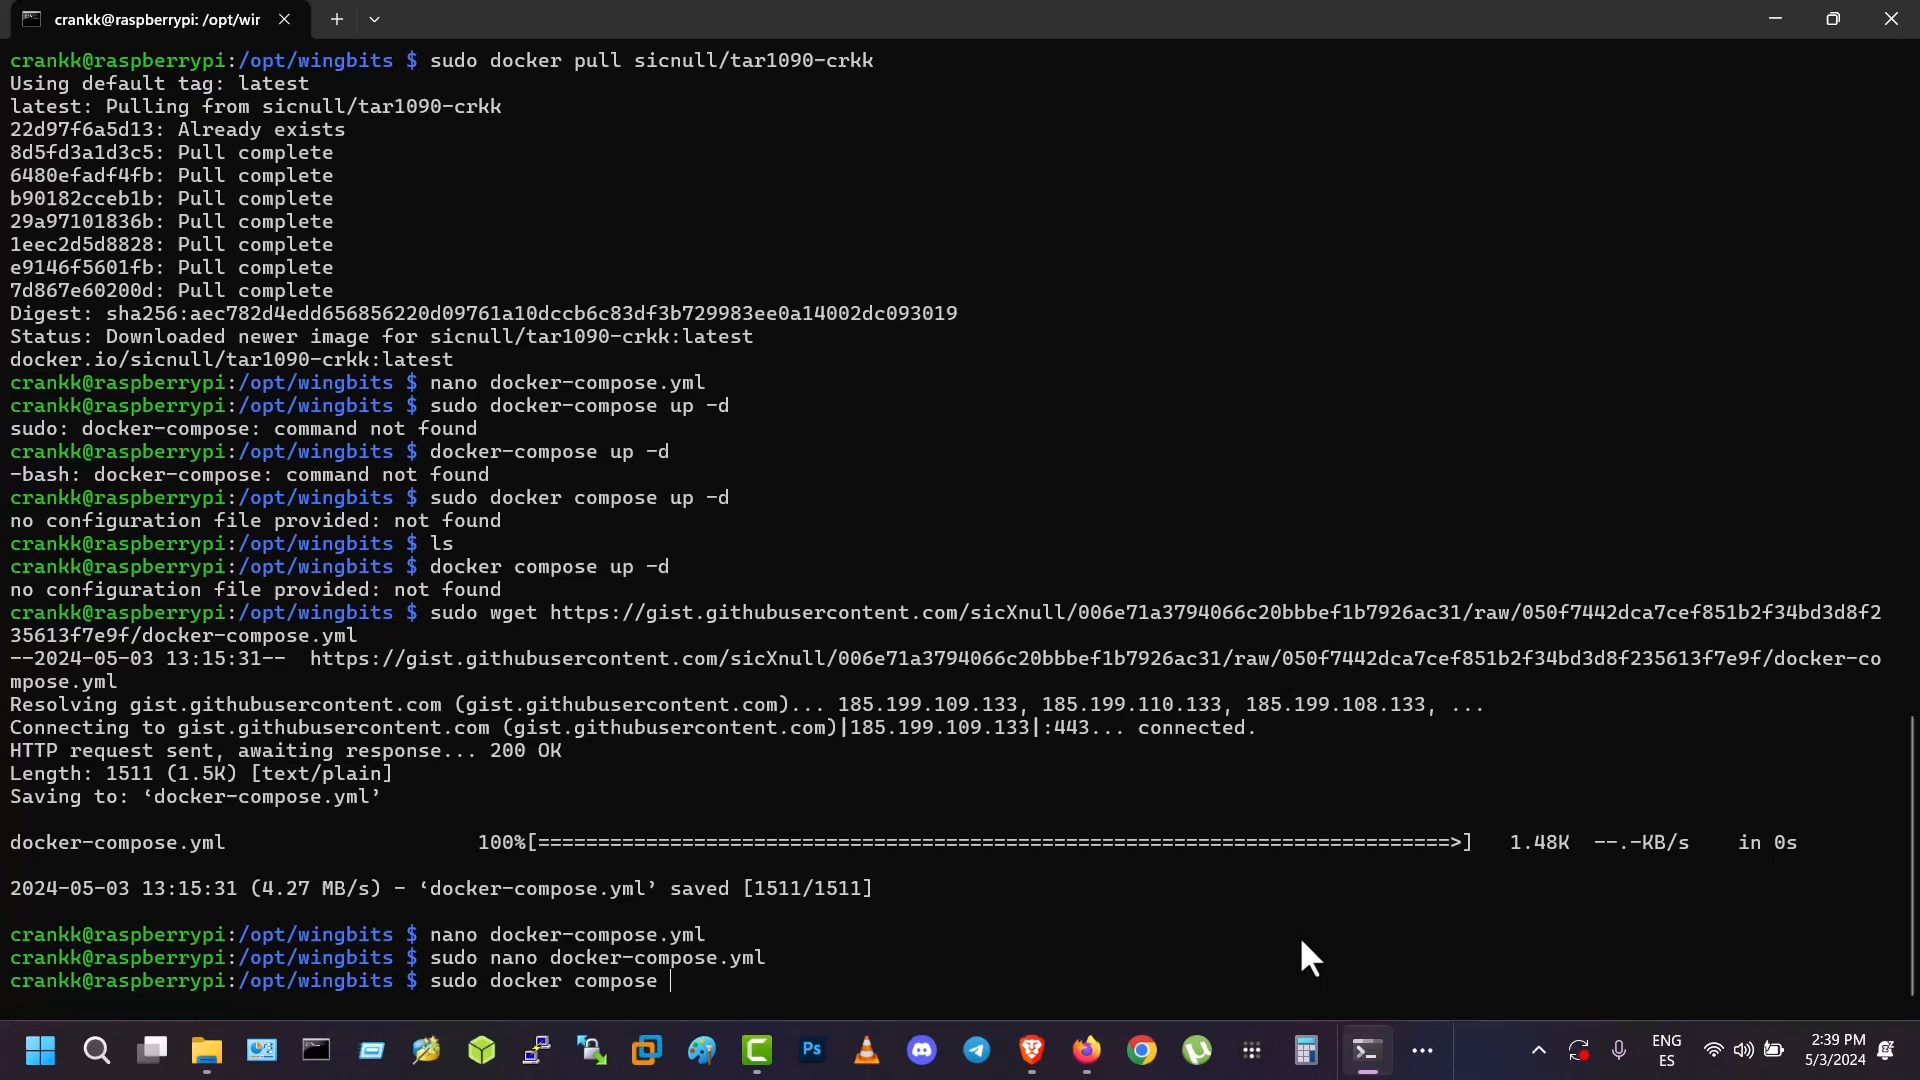 crankk@raspberrypi: /opt/wir
crankk@raspberrypi:/opt/wingbits $ sudo docker pull sicnull/tar1090-crkk
Using default tag: latest
latest: Pulling from sicnull/tar1090-crkk
22d97f6a5d13: Already exists
8d5fd3a1d3c5: Pull complete
6480efadf4fb: Pull complete
b90182cceb1b: Pull complete
29a97101836b: Pull complete
1eec2d5d8828: Pull complete
e9146f5601fb: Pull complete
7d867e60200d: Pull complete
Digest: sha256:aec782d4edd656856220d09761a10dccb6c83df3b729983ee0a14002dc093019
Status: Downloaded newer image for sicnull/tar1090-crkk:latest
docker.io/sicnull/tar1090-crkk:latest
crankk@raspberrypi:/opt/wingbits $ nano docker-compose.yml
crankk@raspberrypi:/opt/wingbits $ sudo docker-compose up -d
sudo: docker-compose: command not found
crankk@raspberrypi:/opt/wingbits $ docker-compose up -d
-bash: docker-compose: command not found
crankk@raspberrypi:/opt/wingbits $ sudo docker compose up -d
no configuration file provided: not found
crankk@raspberrypi:/opt/wingbits $ ls
crankk@raspberrypi:/opt/wingbits $ docker compose up -d
no configuration file provided: not found
crankk@raspberrypi:/opt/wingbits $ sudo wget https://gist.githubusercontent.com/sicXnull/006e71a3794066c20bbbef1b7926ac31/raw/050f7442dca7cef851b2f34bd3d8f2
35613f7e9f/docker-compose.yml
--2024-05-03 13:15:31--  https://gist.githubusercontent.com/sicXnull/006e71a3794066c20bbbef1b7926ac31/raw/050f7442dca7cef851b2f34bd3d8f235613f7e9f/docker-co
mpose.yml
Resolving gist.githubusercontent.com (gist.githubusercontent.com)... 185.199.109.133, 185.199.110.133, 185.199.108.133, ...
Connecting to gist.githubusercontent.com (gist.githubusercontent.com)|185.199.109.133|:443... connected.
HTTP request sent, awaiting response... 200 OK
Length: 1511 (1.5K) [text/plain]
Saving to: ‘docker-compose.yml’
docker-compose.yml 100%[============================================================================>] 1.48K --.-KB/s in 0s
2024-05-03 13:15:31 (4.27 MB/s) - ‘docker-compose.yml’ saved [1511/1511]
crankk@raspberrypi:/opt/wingbits $ nano docker-compose.yml
crankk@raspberrypi:/opt/wingbits $ sudo nano docker-compose.yml
crankk@raspberrypi:/opt/wingbits $ sudo docker compose
Ps
ENG
ES
2:39 PM
5/3/2024